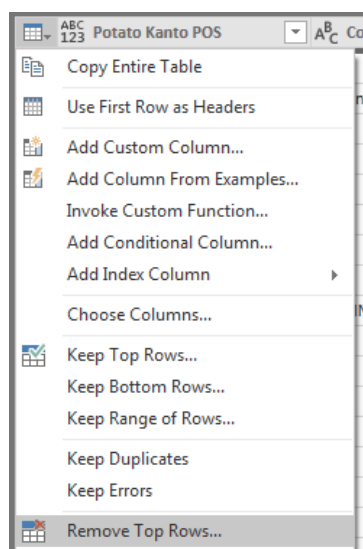 ABC 123 Potato Kanto POS ABC Co
Copy Entire Table
Use First Row as Headers
Add Custom Column...
Add Column From Examples...
Invoke Custom Function...
Add Conditional Column...
Add Index Column
Choose Columns...
Keep Top Rows...
Keep Bottom Rows...
Keep Range of Rows...
Keep Duplicates
Keep Errors
Remove Top Rows...